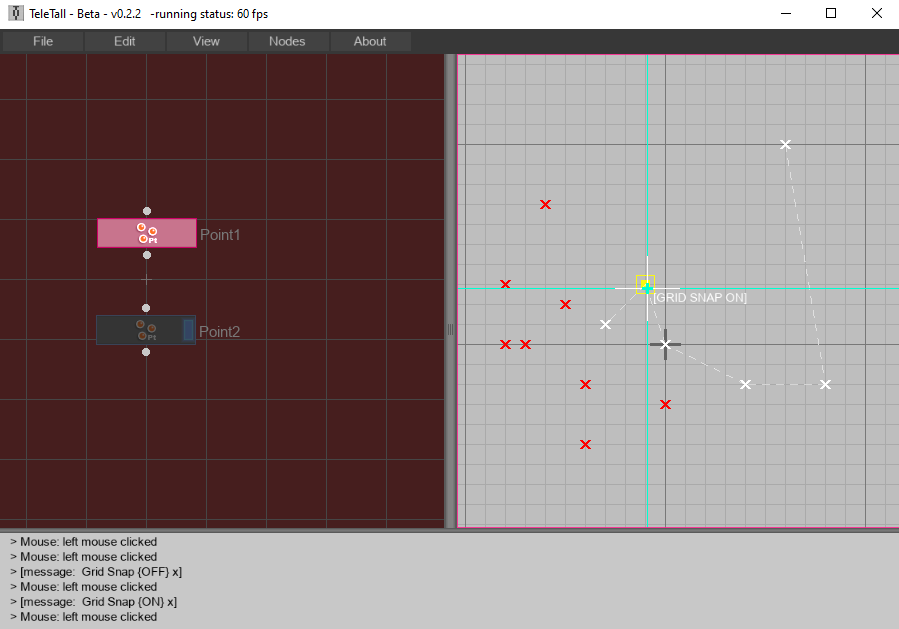 TeleTall - Beta - v0.2.2 -running status: 60 fps
File Edit View Nodes About
Pt Point1
Pt Point2
[GRID SNAP ON]
> Mouse: left mouse clicked
> Mouse: left mouse clicked
> [message: Grid Snap {OFF} x]
> Mouse: left mouse clicked
> [message: Grid Snap {ON} x]
> Mouse: left mouse clicked